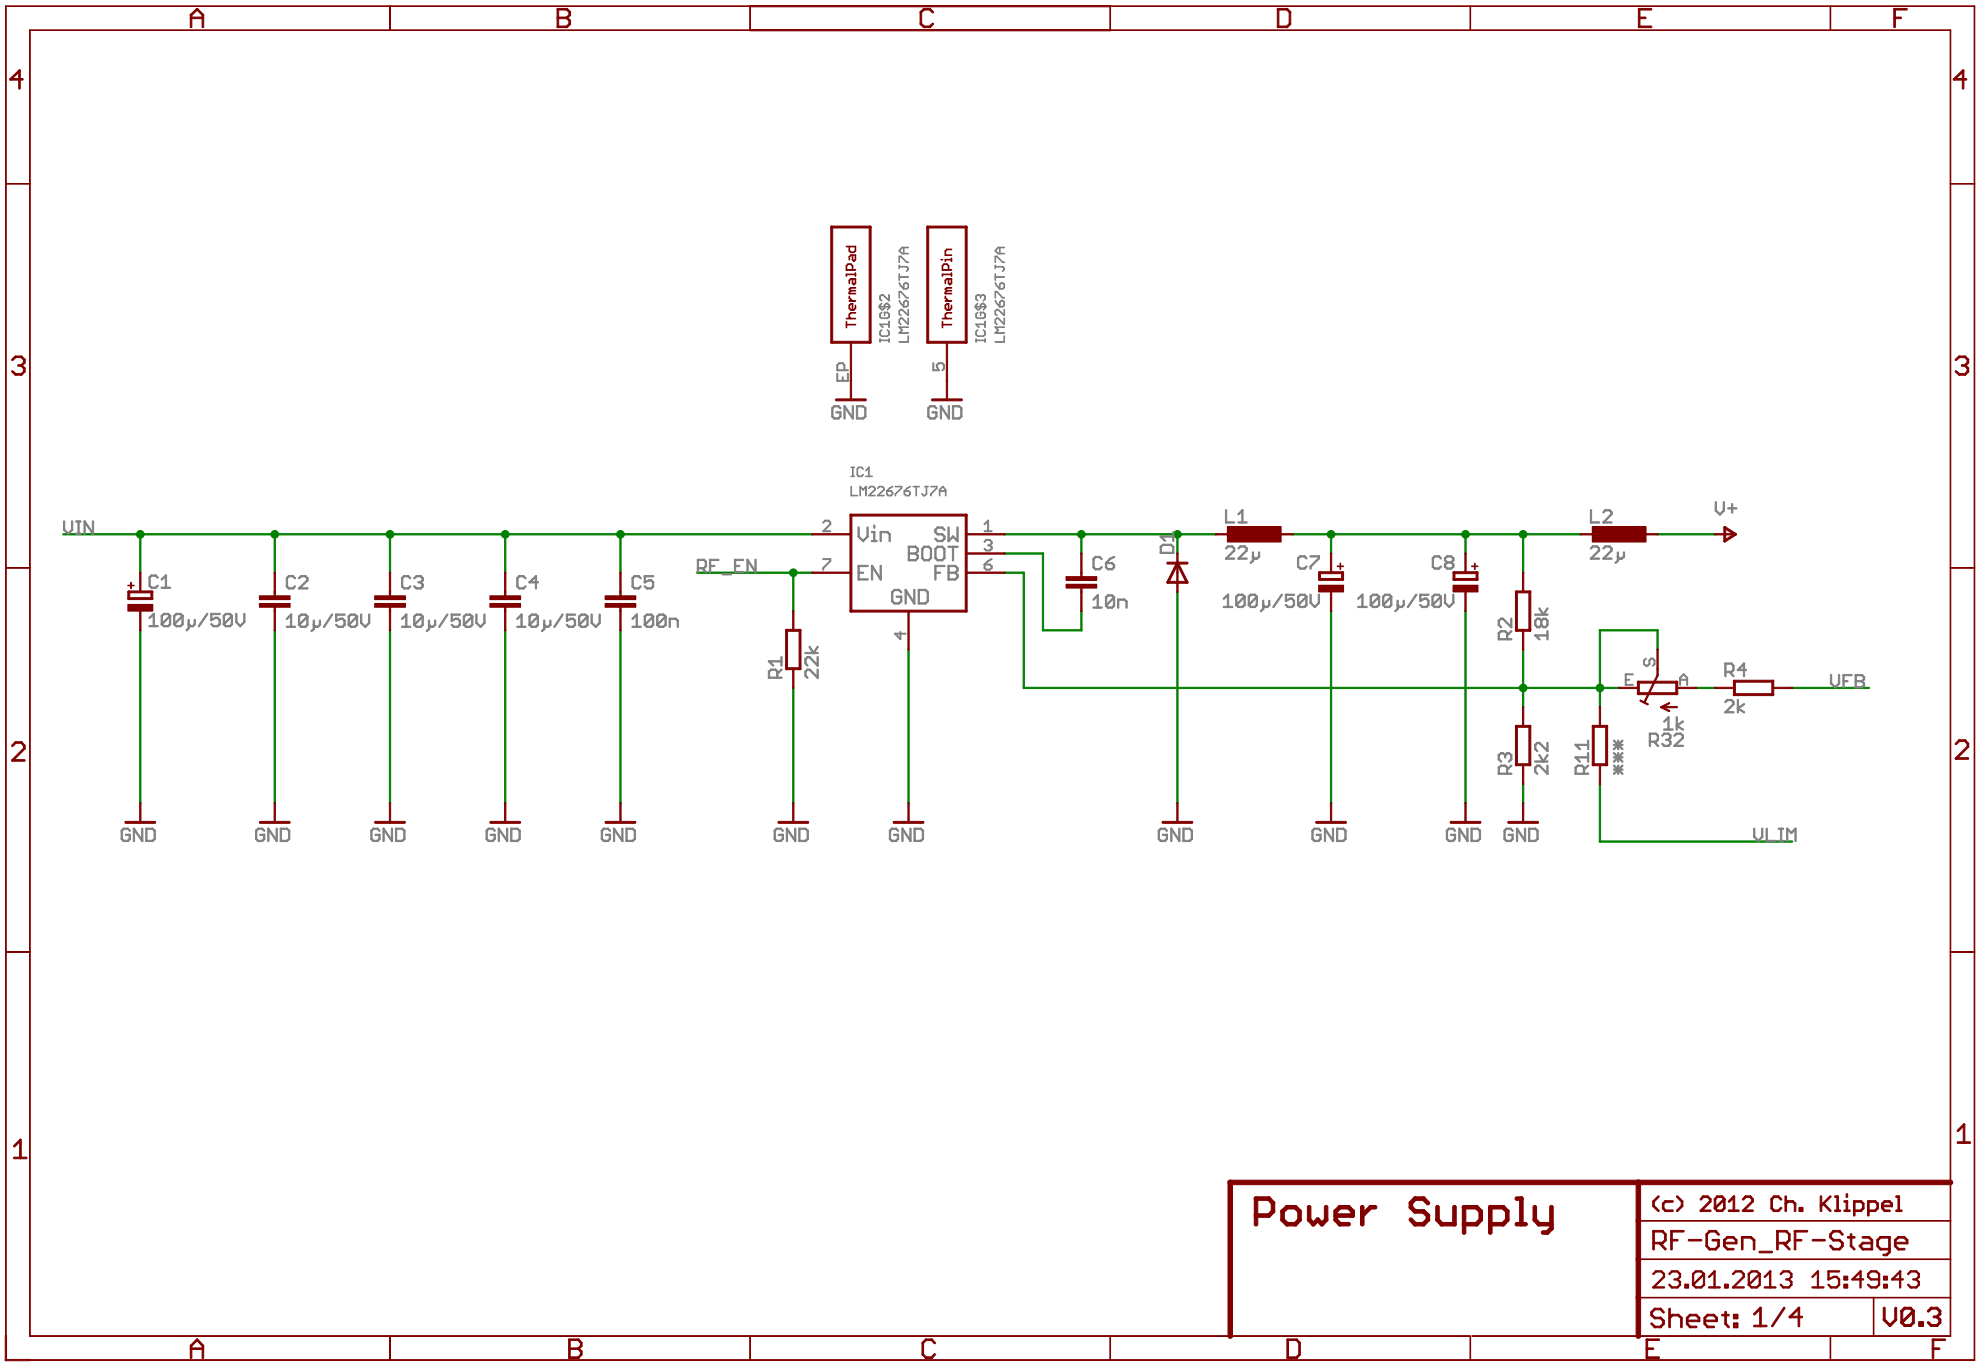 A B C D E F
4 4
3 3
2 2
1 1
ThermalPad
IC1G$2
LM22676TJ7A
EP
GND
ThermalPin
IC1G$3
LM22676TJ7A
5
GND
IC1
LM22676TJ7A
VIN
2 Vin SW 1
BOOT 3
RF_EN 7 EN FB 6
GND
4
GND
C1
100µ/50V
GND
C2
10µ/50V
GND
C3
10µ/50V
GND
C4
10µ/50V
GND
C5
100n
GND
R1
22k
GND
C6
10n
D1
GND
L1
22µ
C7
100µ/50V
GND
C8
100µ/50V
GND
R2
18k
R3
2k2
GND
L2
22µ
V+
E S A
1k
R32
R4
2k
VFB
R11
***
VLIM
Power Supply
(c) 2012 Ch. Klippel
RF-Gen_RF-Stage
23.01.2013 15:49:43
Sheet: 1/4 V0.3
A B C D E F